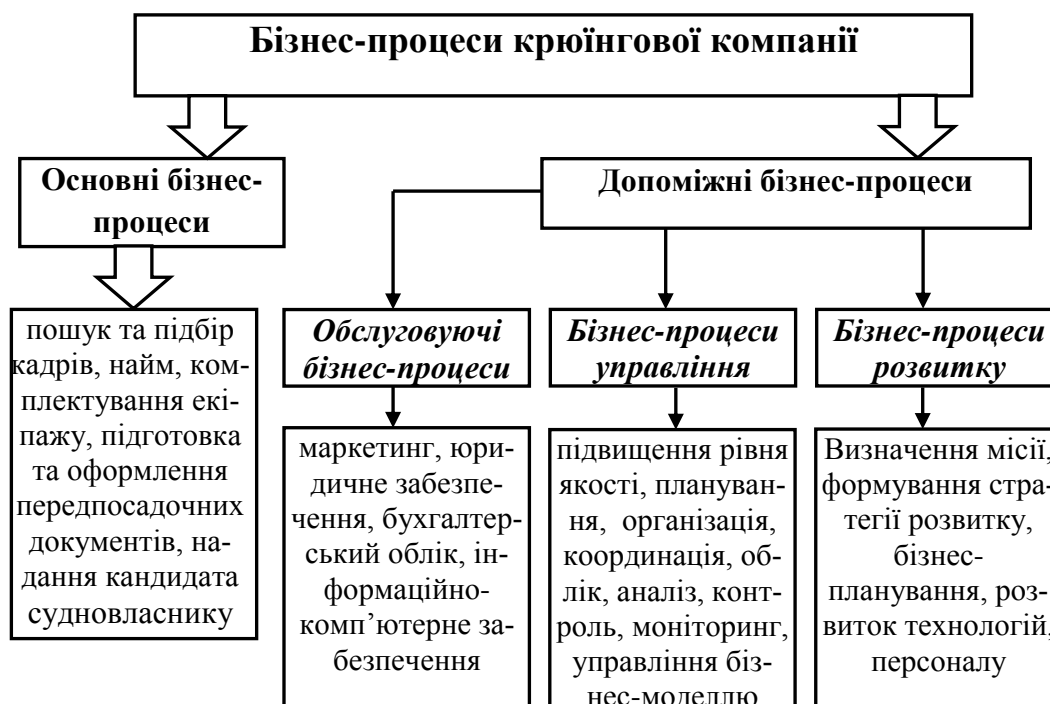 Бізнес-процеси крюїнгової компанії
Основні бізнес-
процеси
Допоміжні бізнес-процеси
пошук та підбір
кадрів, найм, ком-
плектування екі-
пажу, підготовка
та оформлення
передпосадочних
документів, на-
дання кандидата
судновласнику
Обслуговуючі
бізнес-процеси
маркетинг, юри-
дичне забезпе-
чення, бухгалтер-
ський облік, ін-
формаційно-
комп’ютерне за-
безпечення
Бізнес-процеси
управління
підвищення рівня
якості, плануван-
ня, організація,
координація, об-
лік, аналіз, конт-
роль, моніторинг,
управління біз-
нес-моделлю
Бізнес-процеси
розвитку
Визначення місії,
формування стра-
тегії розвитку,
бізнес-
планування, роз-
виток технологій,
персоналу